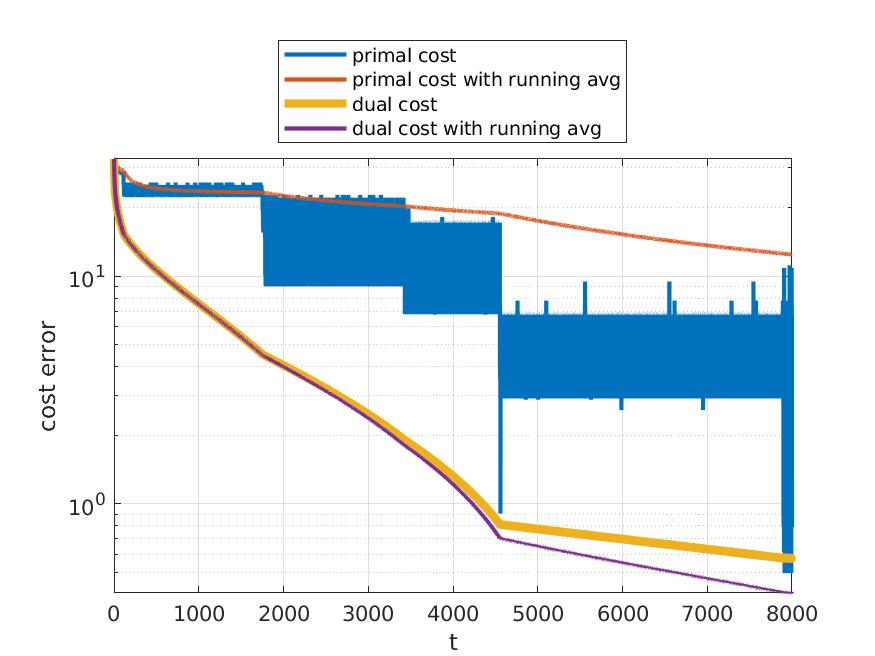 primal cost
primal cost with running avg
dual cost
dual cost with running avg
cost error
10¹
10⁰
0 1000 2000 3000 4000 5000 6000 7000 8000
t